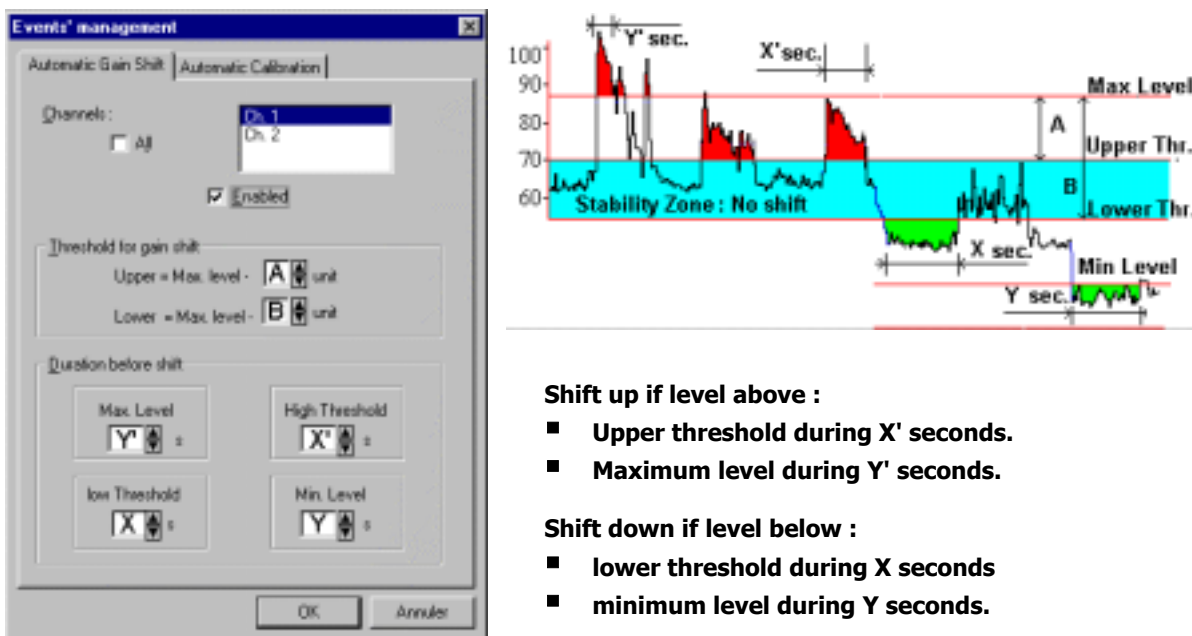 Events' management
Automatic Gain Shift
Automatic Calibration
Channels :
All
Ch. 1
Ch. 2
Enabled
Threshold for gain shift
Upper = Max. level - A unit
Lower = Max. level - B unit
Duration before shift
Max. Level
Y' s
High Threshold
X' s
low Threshold
X s
Min. Level
Y s
OK
Annuler
Y' sec.
X' sec.
100
90
80
70
60
Max Level
A
Upper Thr.
B
Lower Thr.
Stability Zone : No shift
X sec.
Min Level
Y sec.
Shift up if level above :
■ Upper threshold during X' seconds.
■ Maximum level during Y' seconds.
Shift down if level below :
■ lower threshold during X seconds
■ minimum level during Y seconds.